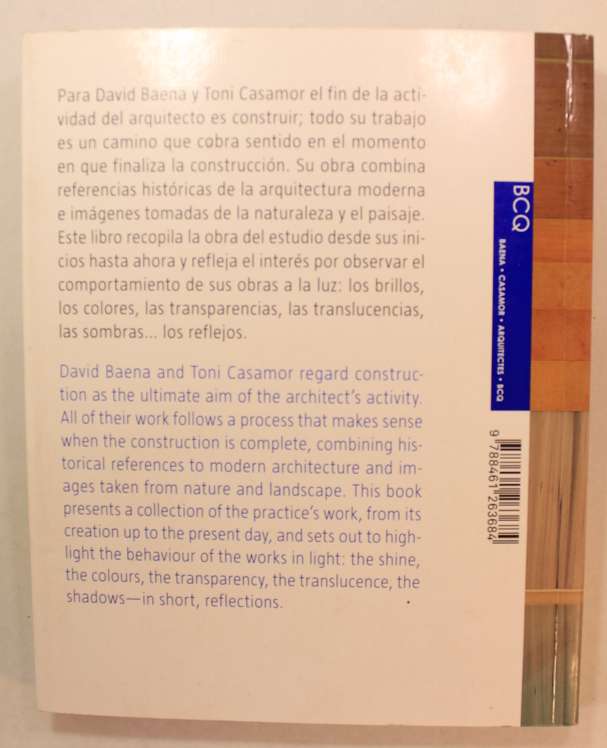 Para David Baena y Toni Casamor el fin de la acti-
vidad del arquitecto es construir; todo su trabajo
es un camino que cobra sentido en el momento
en que finaliza la construcción. Su obra combina
referencias históricas de la arquitectura moderna
e imágenes tomadas de la naturaleza y el paisaje.
Este libro recopila la obra del estudio desde sus ini-
cios hasta ahora y refleja el interés por observar el
comportamiento de sus obras a la luz: los brillos,
los colores, las transparencias, las translucencias,
las sombras... los reflejos.
David Baena and Toni Casamor regard construc-
tion as the ultimate aim of the architect's activity.
All of their work follows a process that makes sense
when the construction is complete, combining his-
torical references to modern architecture and im-
ages taken from nature and landscape. This book
presents a collection of the practice's work, from its
creation up to the present day, and sets out to high-
light the behaviour of the works in light: the shine,
the colours, the transparency, the translucence, the
shadows—in short, reflections.
BCQ
BAENA • CASAMOR • ARQUITECTES • BCQ
9 788461 263684